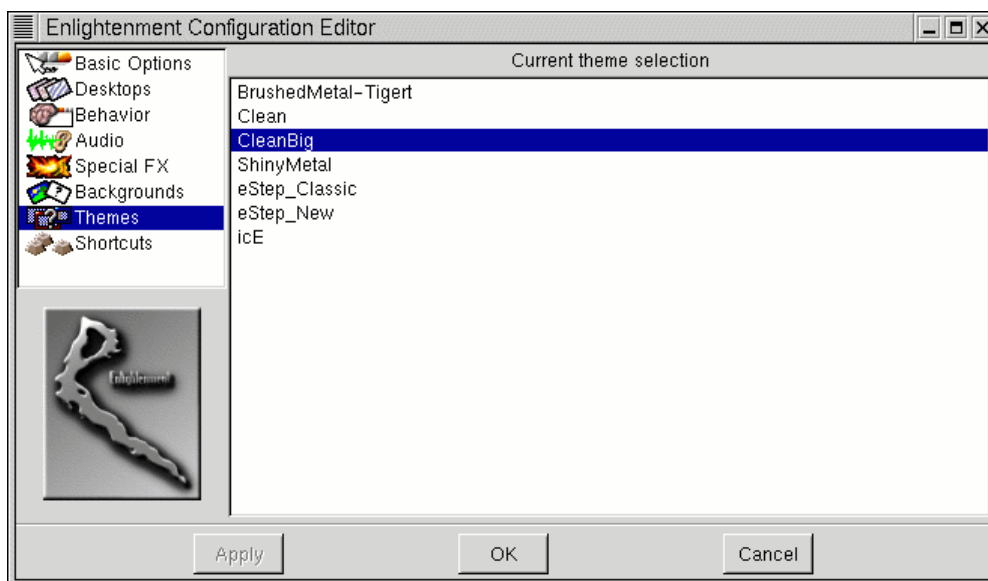 Enlightenment Configuration Editor
Basic Options
Desktops
Behavior
Audio
Special FX
Backgrounds
Themes
Shortcuts
Enlightenment
Current theme selection
BrushedMetal-Tigert
Clean
CleanBig
ShinyMetal
eStep_Classic
eStep_New
icE
Apply
OK
Cancel